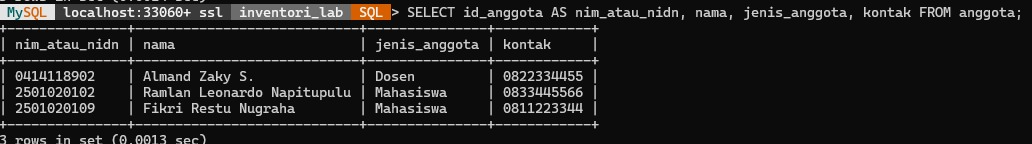 MySQL localhost:33060+ ssl inventori_lab SQL > SELECT id_anggota AS nim_atau_nidn, nama, jenis_anggota, kontak FROM anggota;
+---------------+----------------------------+---------------+------------+
| nim_atau_nidn | nama                       | jenis_anggota | kontak     |
+---------------+----------------------------+---------------+------------+
| 0414118902    | Almand Zaky S.             | Dosen         | 0822334455 |
| 2501020102    | Ramlan Leonardo Napitupulu | Mahasiswa     | 0833445566 |
| 2501020109    | Fikri Restu Nugraha        | Mahasiswa     | 0811223344 |
+---------------+----------------------------+---------------+------------+
3 rows in set (0.0013 sec)